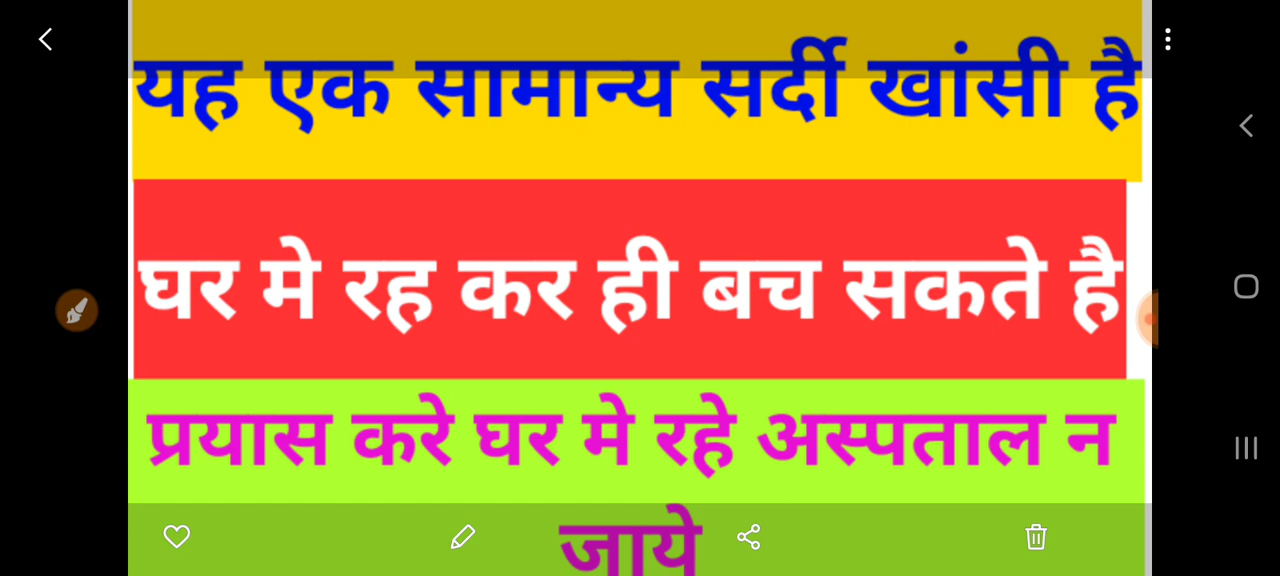 यह एक सामान्य सर्दी खांसी है
घर मे रह कर ही बच सकते है
प्रयास करे घर मे रहे अस्पताल न
जाये